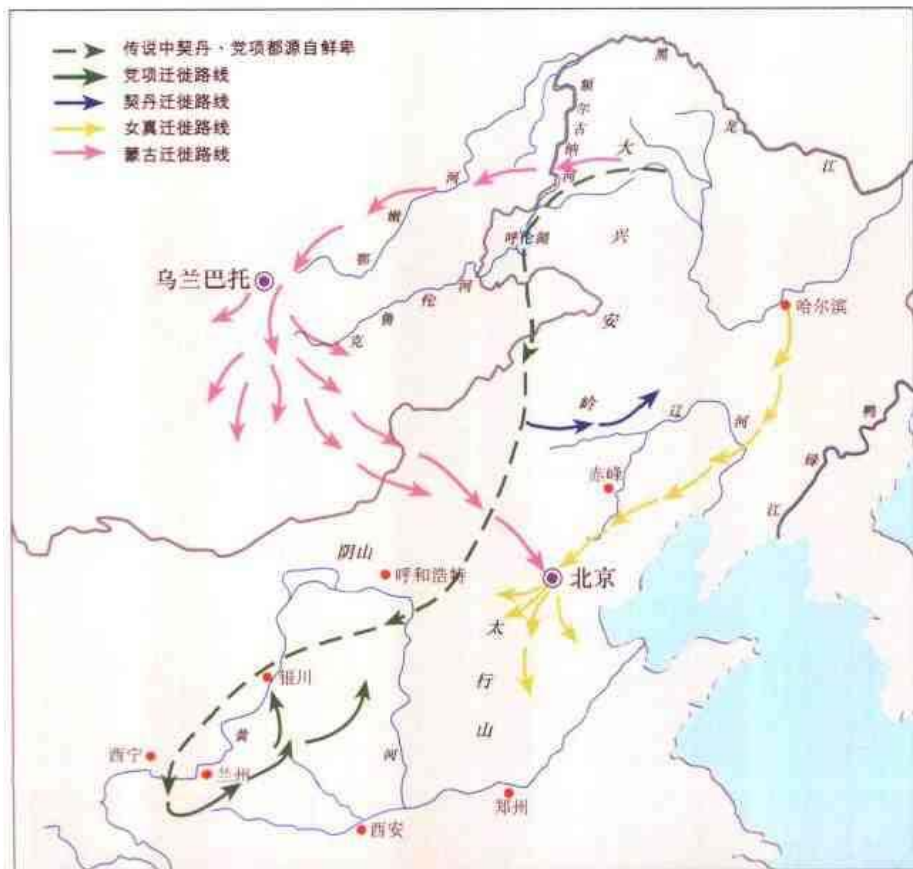 传说中契丹、党项都源自鲜卑
党项迁徙路线
契丹迁徙路线
女真迁徙路线
蒙古迁徙路线
黑
龙
江
额
尔
古
纳
河
大
兴
安
岭
河
嫩
鄂
呼伦湖
乌兰巴托
克
鲁
伦
河
哈尔滨
辽
河
鸭
绿
江
赤峰
阴山
呼和浩特
北京
太
行
山
银川
黄
河
西宁
兰州
西安
郑州